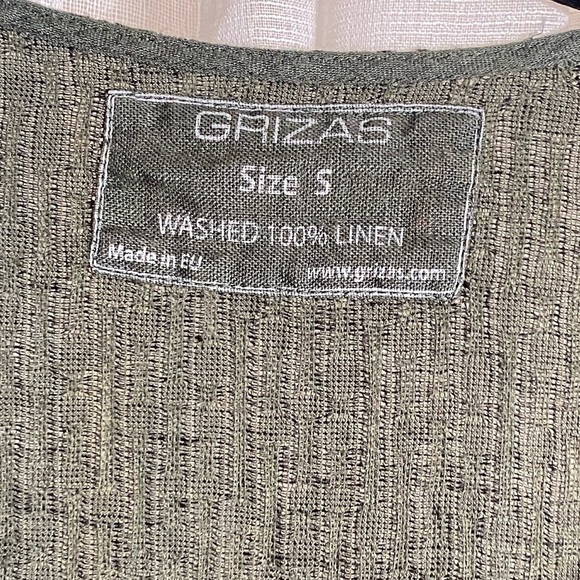 GRIZAS
Size S
WASHED 100% LINEN
Made in EU www.grizas.com